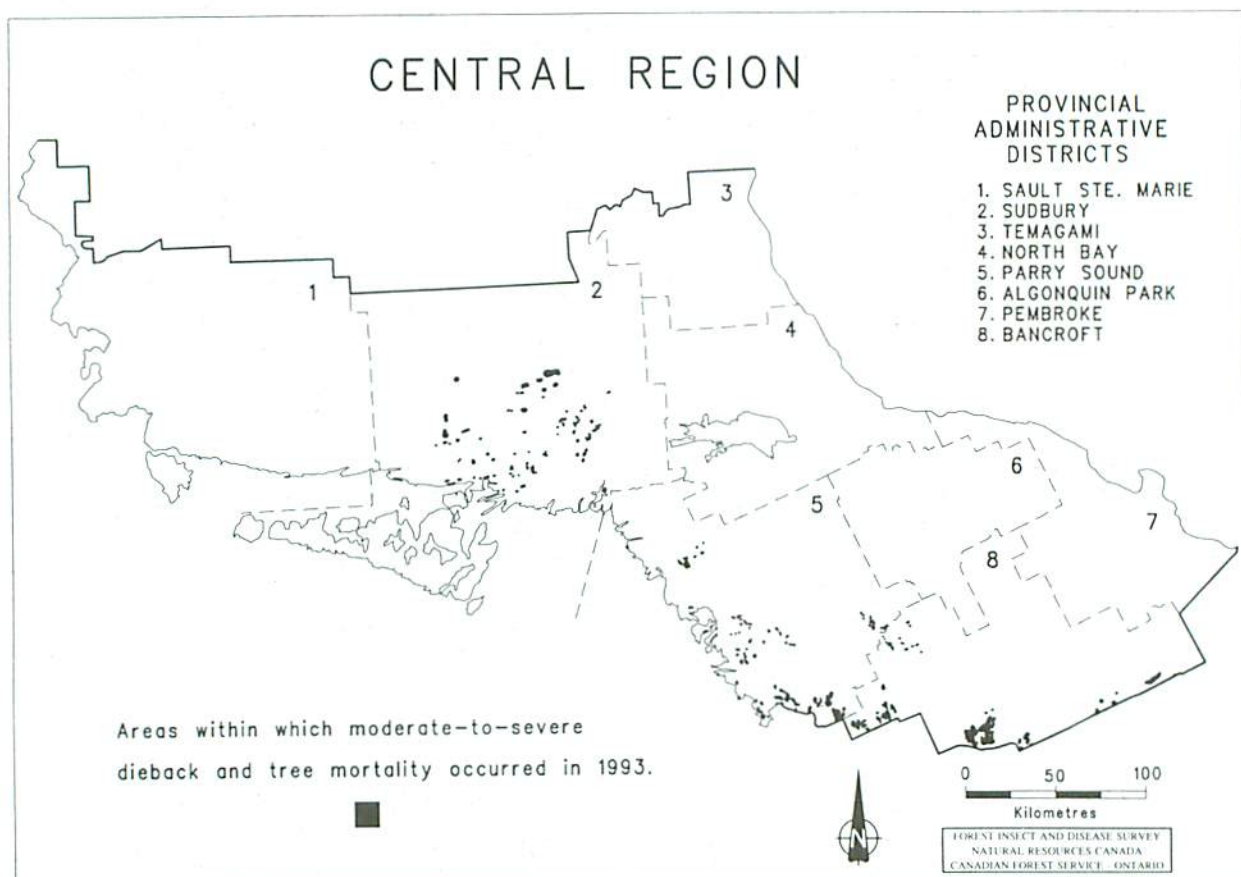 CENTRAL REGION
PROVINCIAL
ADMINISTRATIVE
DISTRICTS
1. SAULT STE. MARIE
2. SUDBURY
3. TEMAGAMI
4. NORTH BAY
5. PARRY SOUND
6. ALGONQUIN PARK
7. PEMBROKE
8. BANCROFT
3
1
2
4
6
5
7
8
Areas within which moderate-to-severe
dieback and tree mortality occurred in 1993.
0 50 100
Kilometres
N
FOREST INSECT AND DISEASE SURVEY
NATURAL RESOURCES CANADA
CANADIAN FOREST SERVICE - ONTARIO